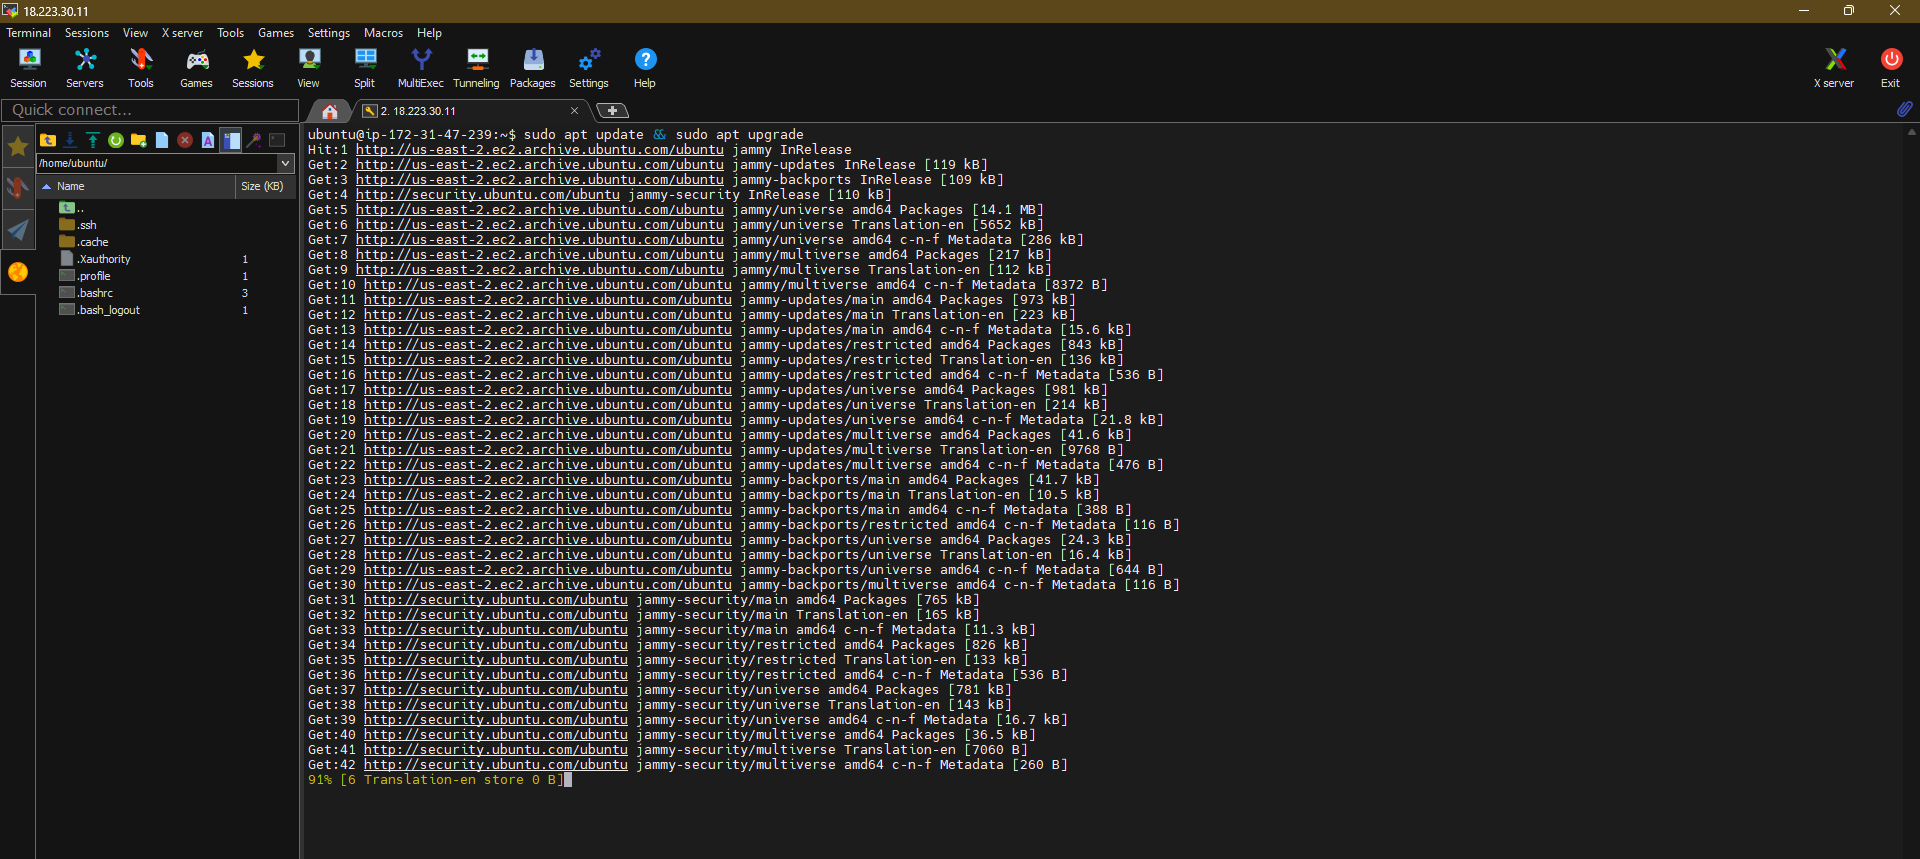 18.223.30.11
Terminal Sessions View X server Tools Games Settings Macros Help
Session Servers Tools Games Sessions View Split MultiExec Tunneling Packages Settings Help X server Exit
Quick connect...
2. 18.223.30.11
/home/ubuntu/
Name Size (KB)
..
.ssh
.cache
.Xauthority 1
.profile 1
.bashrc 3
.bash_logout 1
ubuntu@ip-172-31-47-239:~$ sudo apt update && sudo apt upgrade
Hit:1 http://us-east-2.ec2.archive.ubuntu.com/ubuntu jammy InRelease
Get:2 http://us-east-2.ec2.archive.ubuntu.com/ubuntu jammy-updates InRelease [119 kB]
Get:3 http://us-east-2.ec2.archive.ubuntu.com/ubuntu jammy-backports InRelease [109 kB]
Get:4 http://security.ubuntu.com/ubuntu jammy-security InRelease [110 kB]
Get:5 http://us-east-2.ec2.archive.ubuntu.com/ubuntu jammy/universe amd64 Packages [14.1 MB]
Get:6 http://us-east-2.ec2.archive.ubuntu.com/ubuntu jammy/universe Translation-en [5652 kB]
Get:7 http://us-east-2.ec2.archive.ubuntu.com/ubuntu jammy/universe amd64 c-n-f Metadata [286 kB]
Get:8 http://us-east-2.ec2.archive.ubuntu.com/ubuntu jammy/multiverse amd64 Packages [217 kB]
Get:9 http://us-east-2.ec2.archive.ubuntu.com/ubuntu jammy/multiverse Translation-en [112 kB]
Get:10 http://us-east-2.ec2.archive.ubuntu.com/ubuntu jammy/multiverse amd64 c-n-f Metadata [8372 B]
Get:11 http://us-east-2.ec2.archive.ubuntu.com/ubuntu jammy-updates/main amd64 Packages [973 kB]
Get:12 http://us-east-2.ec2.archive.ubuntu.com/ubuntu jammy-updates/main Translation-en [223 kB]
Get:13 http://us-east-2.ec2.archive.ubuntu.com/ubuntu jammy-updates/main amd64 c-n-f Metadata [15.6 kB]
Get:14 http://us-east-2.ec2.archive.ubuntu.com/ubuntu jammy-updates/restricted amd64 Packages [843 kB]
Get:15 http://us-east-2.ec2.archive.ubuntu.com/ubuntu jammy-updates/restricted Translation-en [136 kB]
Get:16 http://us-east-2.ec2.archive.ubuntu.com/ubuntu jammy-updates/restricted amd64 c-n-f Metadata [536 B]
Get:17 http://us-east-2.ec2.archive.ubuntu.com/ubuntu jammy-updates/universe amd64 Packages [981 kB]
Get:18 http://us-east-2.ec2.archive.ubuntu.com/ubuntu jammy-updates/universe Translation-en [214 kB]
Get:19 http://us-east-2.ec2.archive.ubuntu.com/ubuntu jammy-updates/universe amd64 c-n-f Metadata [21.8 kB]
Get:20 http://us-east-2.ec2.archive.ubuntu.com/ubuntu jammy-updates/multiverse amd64 Packages [41.6 kB]
Get:21 http://us-east-2.ec2.archive.ubuntu.com/ubuntu jammy-updates/multiverse Translation-en [9768 B]
Get:22 http://us-east-2.ec2.archive.ubuntu.com/ubuntu jammy-updates/multiverse amd64 c-n-f Metadata [476 B]
Get:23 http://us-east-2.ec2.archive.ubuntu.com/ubuntu jammy-backports/main amd64 Packages [41.7 kB]
Get:24 http://us-east-2.ec2.archive.ubuntu.com/ubuntu jammy-backports/main Translation-en [10.5 kB]
Get:25 http://us-east-2.ec2.archive.ubuntu.com/ubuntu jammy-backports/main amd64 c-n-f Metadata [388 B]
Get:26 http://us-east-2.ec2.archive.ubuntu.com/ubuntu jammy-backports/restricted amd64 c-n-f Metadata [116 B]
Get:27 http://us-east-2.ec2.archive.ubuntu.com/ubuntu jammy-backports/universe amd64 Packages [24.3 kB]
Get:28 http://us-east-2.ec2.archive.ubuntu.com/ubuntu jammy-backports/universe Translation-en [16.4 kB]
Get:29 http://us-east-2.ec2.archive.ubuntu.com/ubuntu jammy-backports/universe amd64 c-n-f Metadata [644 B]
Get:30 http://us-east-2.ec2.archive.ubuntu.com/ubuntu jammy-backports/multiverse amd64 c-n-f Metadata [116 B]
Get:31 http://security.ubuntu.com/ubuntu jammy-security/main amd64 Packages [765 kB]
Get:32 http://security.ubuntu.com/ubuntu jammy-security/main Translation-en [165 kB]
Get:33 http://security.ubuntu.com/ubuntu jammy-security/main amd64 c-n-f Metadata [11.3 kB]
Get:34 http://security.ubuntu.com/ubuntu jammy-security/restricted amd64 Packages [826 kB]
Get:35 http://security.ubuntu.com/ubuntu jammy-security/restricted Translation-en [133 kB]
Get:36 http://security.ubuntu.com/ubuntu jammy-security/restricted amd64 c-n-f Metadata [536 B]
Get:37 http://security.ubuntu.com/ubuntu jammy-security/universe amd64 Packages [781 kB]
Get:38 http://security.ubuntu.com/ubuntu jammy-security/universe Translation-en [143 kB]
Get:39 http://security.ubuntu.com/ubuntu jammy-security/universe amd64 c-n-f Metadata [16.7 kB]
Get:40 http://security.ubuntu.com/ubuntu jammy-security/multiverse amd64 Packages [36.5 kB]
Get:41 http://security.ubuntu.com/ubuntu jammy-security/multiverse Translation-en [7060 B]
Get:42 http://security.ubuntu.com/ubuntu jammy-security/multiverse amd64 c-n-f Metadata [260 B]
91% [6 Translation-en store 0 B]